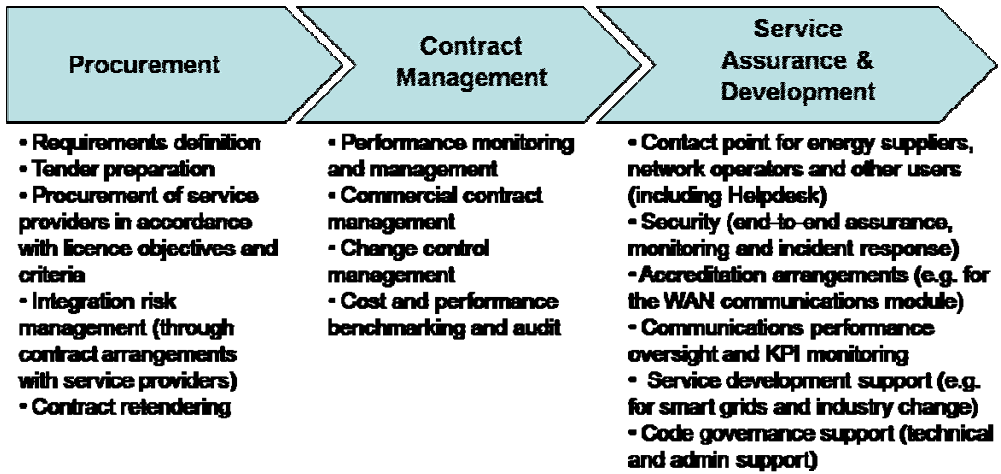 Procurement
• Requirements definition
• Tender preparation
• Procurement of service
providers in accordance
with licence objectives and
criteria
• Integration risk
management (through
contract arrangements
with service providers)
• Contract retendering
Contract
Management
• Performance monitoring
and management
• Commercial contract
management
• Change control
management
• Cost and performance
benchmarking and audit
Service
Assurance &
Development
• Contact point for energy suppliers,
network operators and other users
(including Helpdesk)
• Security (end-to-end assurance,
monitoring and incident response)
• Accreditation arrangements (e.g. for
the WAN communications module)
• Communications performance
oversight and KPI monitoring
• Service development support (e.g.
for smart grids and industry change)
• Code governance support (technical
and admin support)